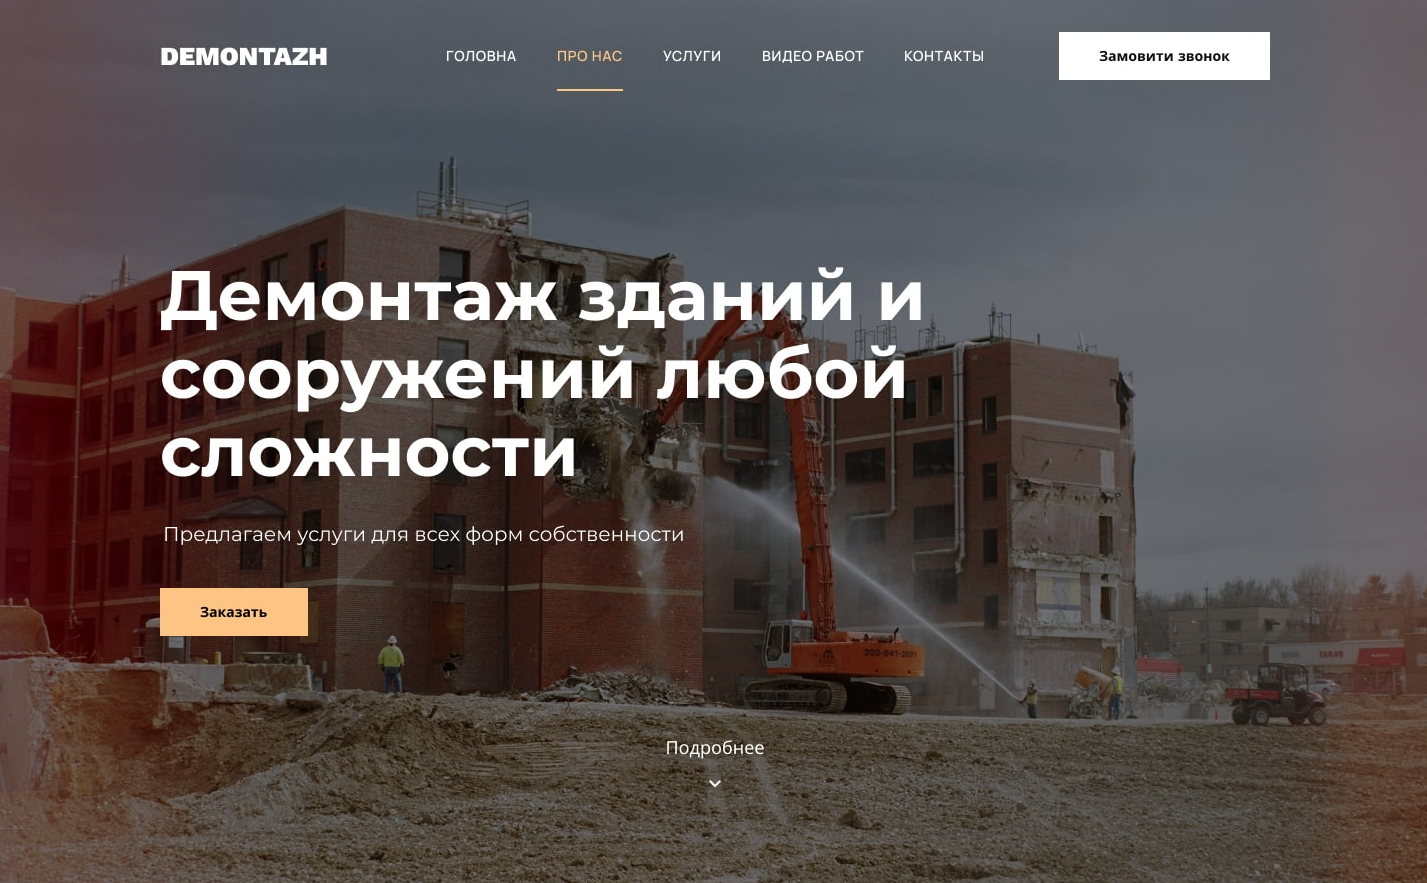 DEMONTAZH
ГОЛОВНА
ПРО НАС
УСЛУГИ
ВИДЕО РАБОТ
КОНТАКТЫ
Замовити звонок
Демонтаж зданий и
сооружений любой
сложности
Предлагаем услуги для всех форм собственности
Заказать
Подробнее